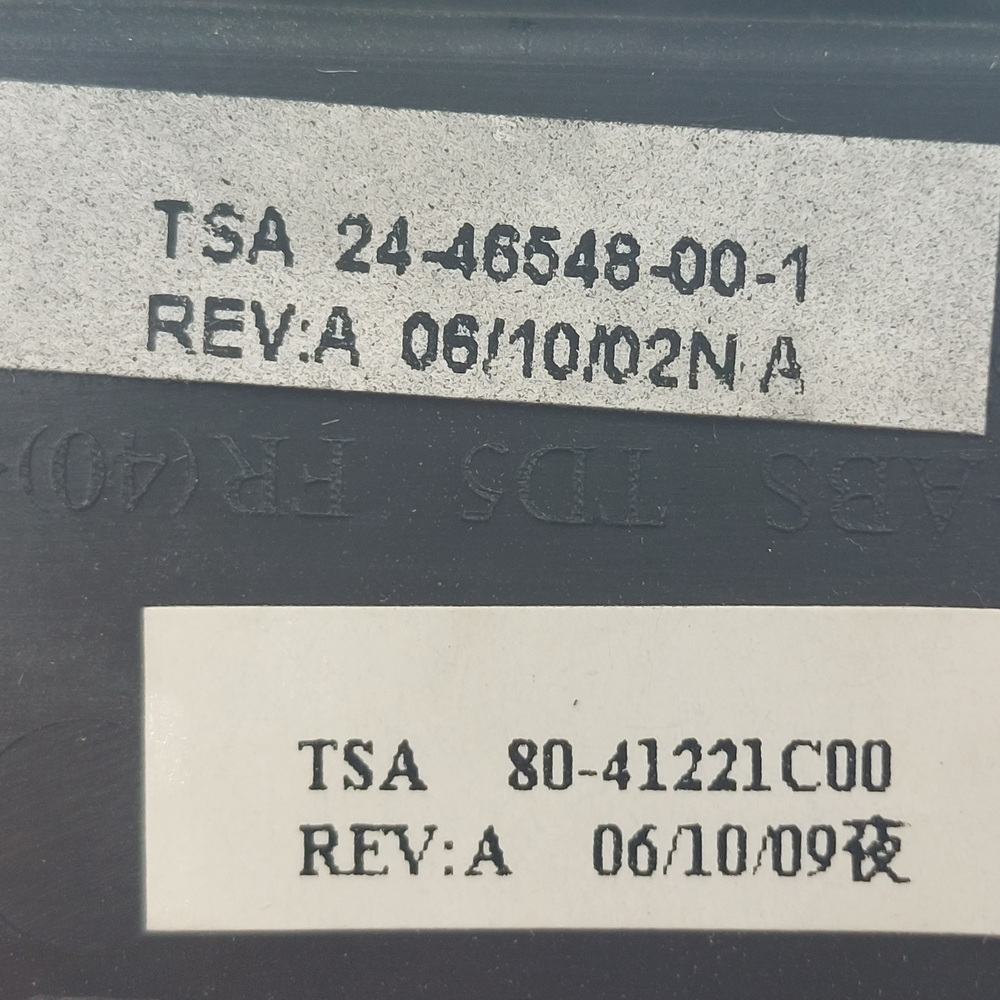 TSA 24-46548-00-1
REV:A 06/10/02N A
>ABS TD5 FR(40)<
TSA 80-41221C00
REV:A 06/10/09夜